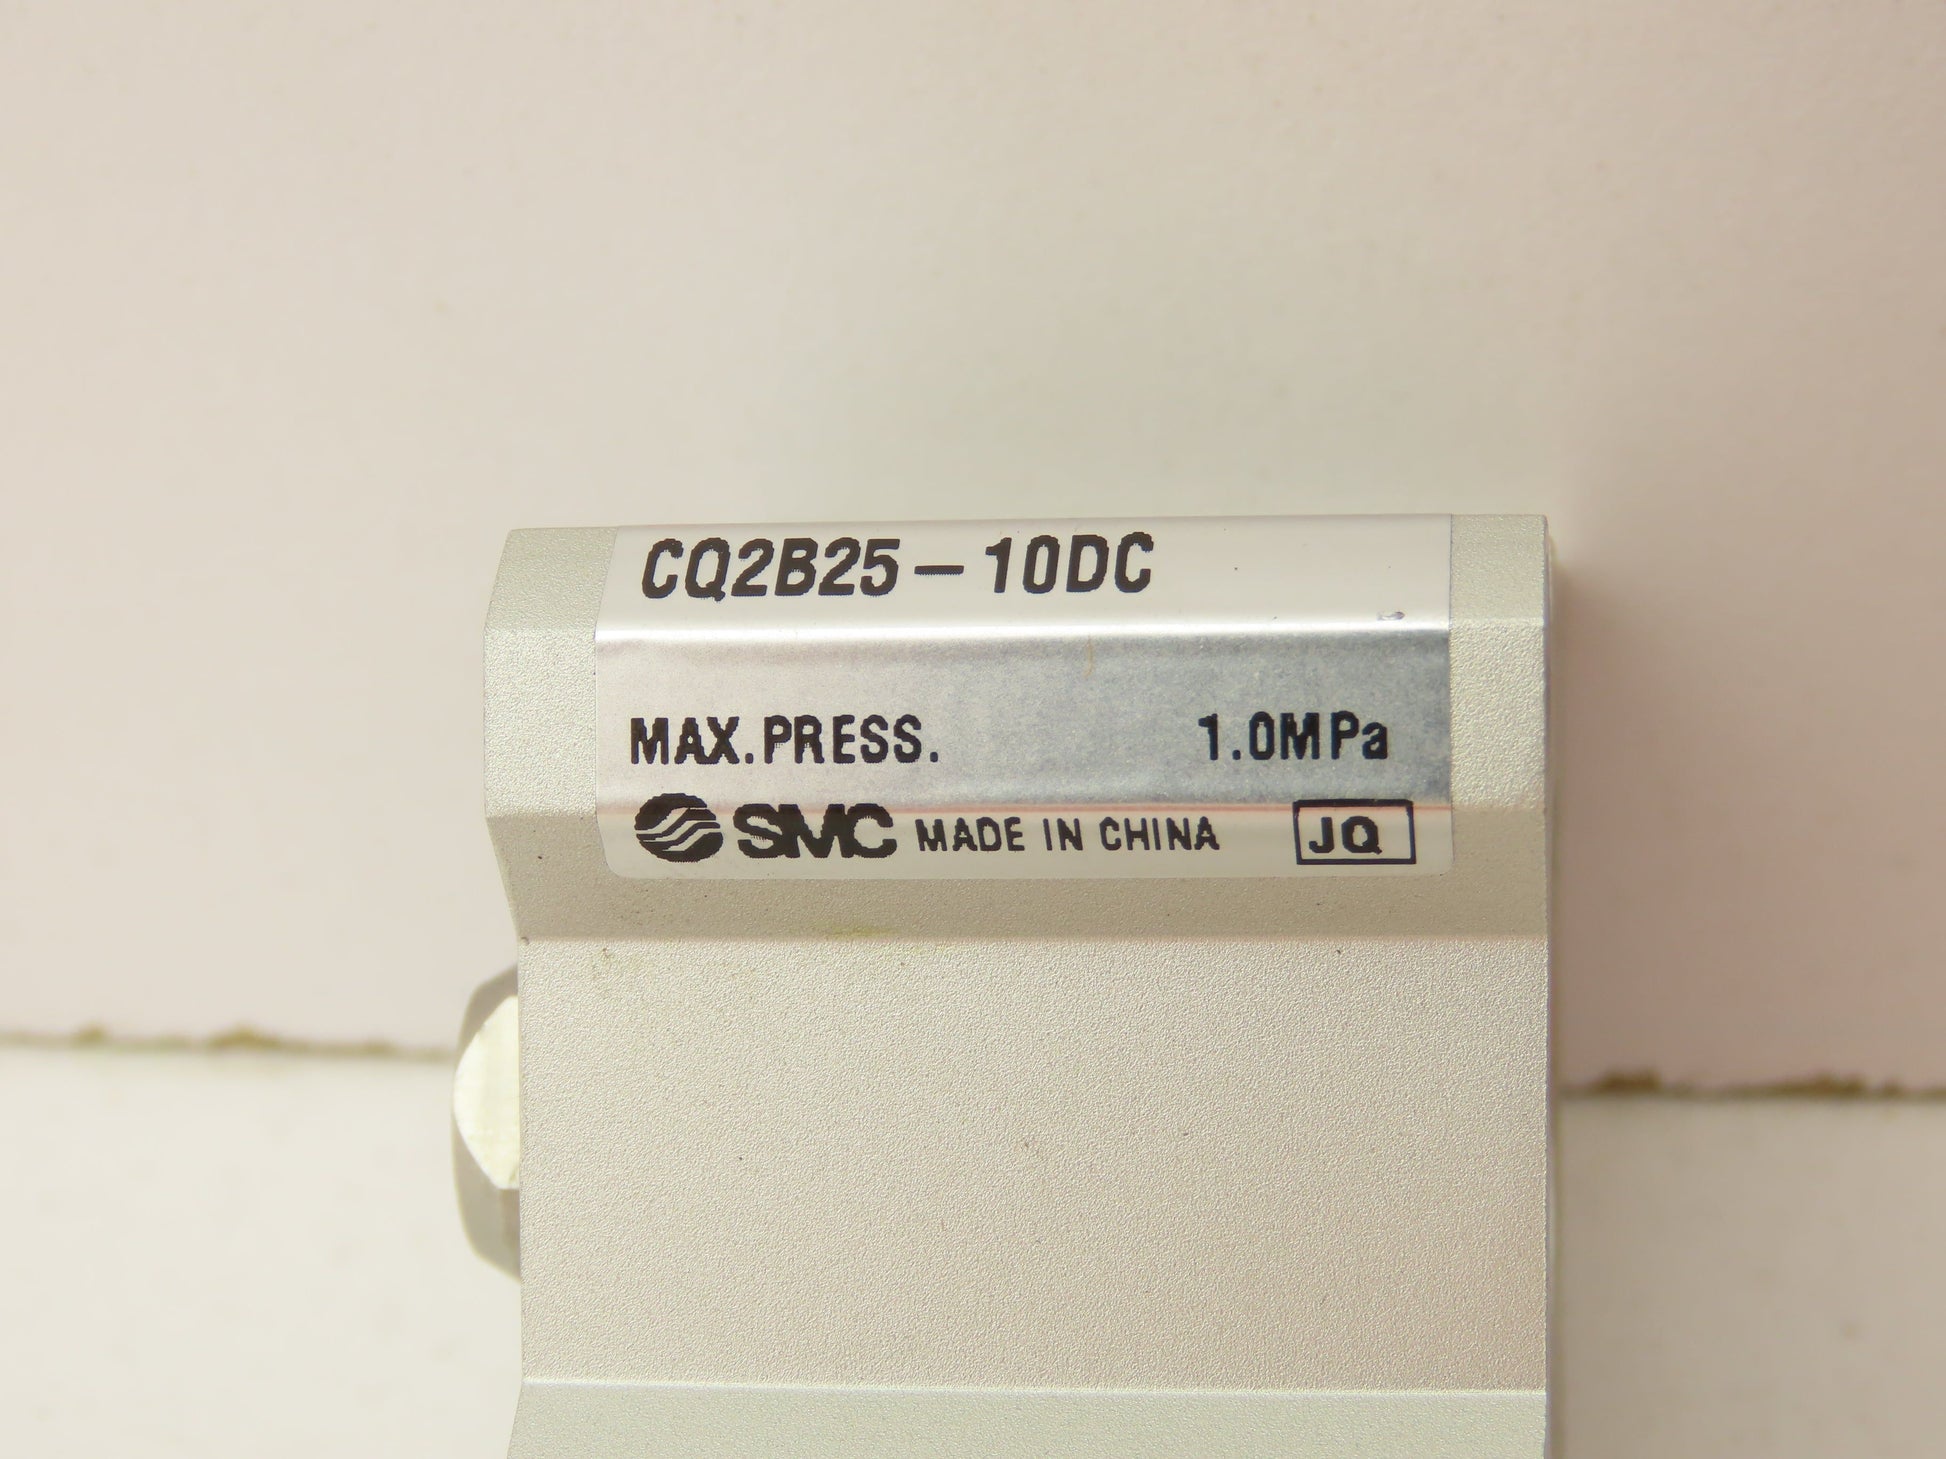 CQ2B25-10DC
MAX.PRESS. 1.0MPa
SMC MADE IN CHINA JQ